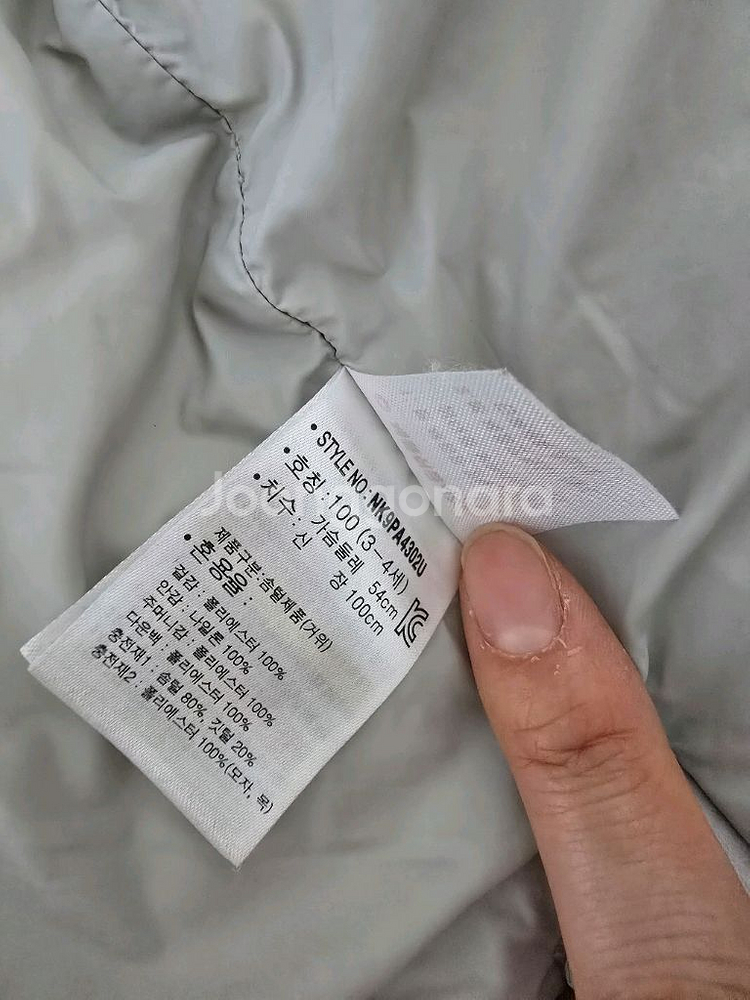 • STYLE NO: NK9PA4302U
• 호칭 : 100 (3-4세)
• 치수 : 가슴둘레 54cm
신 장 100cm
제품구분:솜털제품(거위)
• 혼용율 :
겉감 : 폴리에스터 100%
안감 : 나일론 100%
주머니감 : 폴리에스터 100%
다운백 : 폴리에스터 100%
충전재1 : 솜털 80% 깃털 20%
충전재2 : 폴리에스터 100%(모자, 목)
Joonggonara